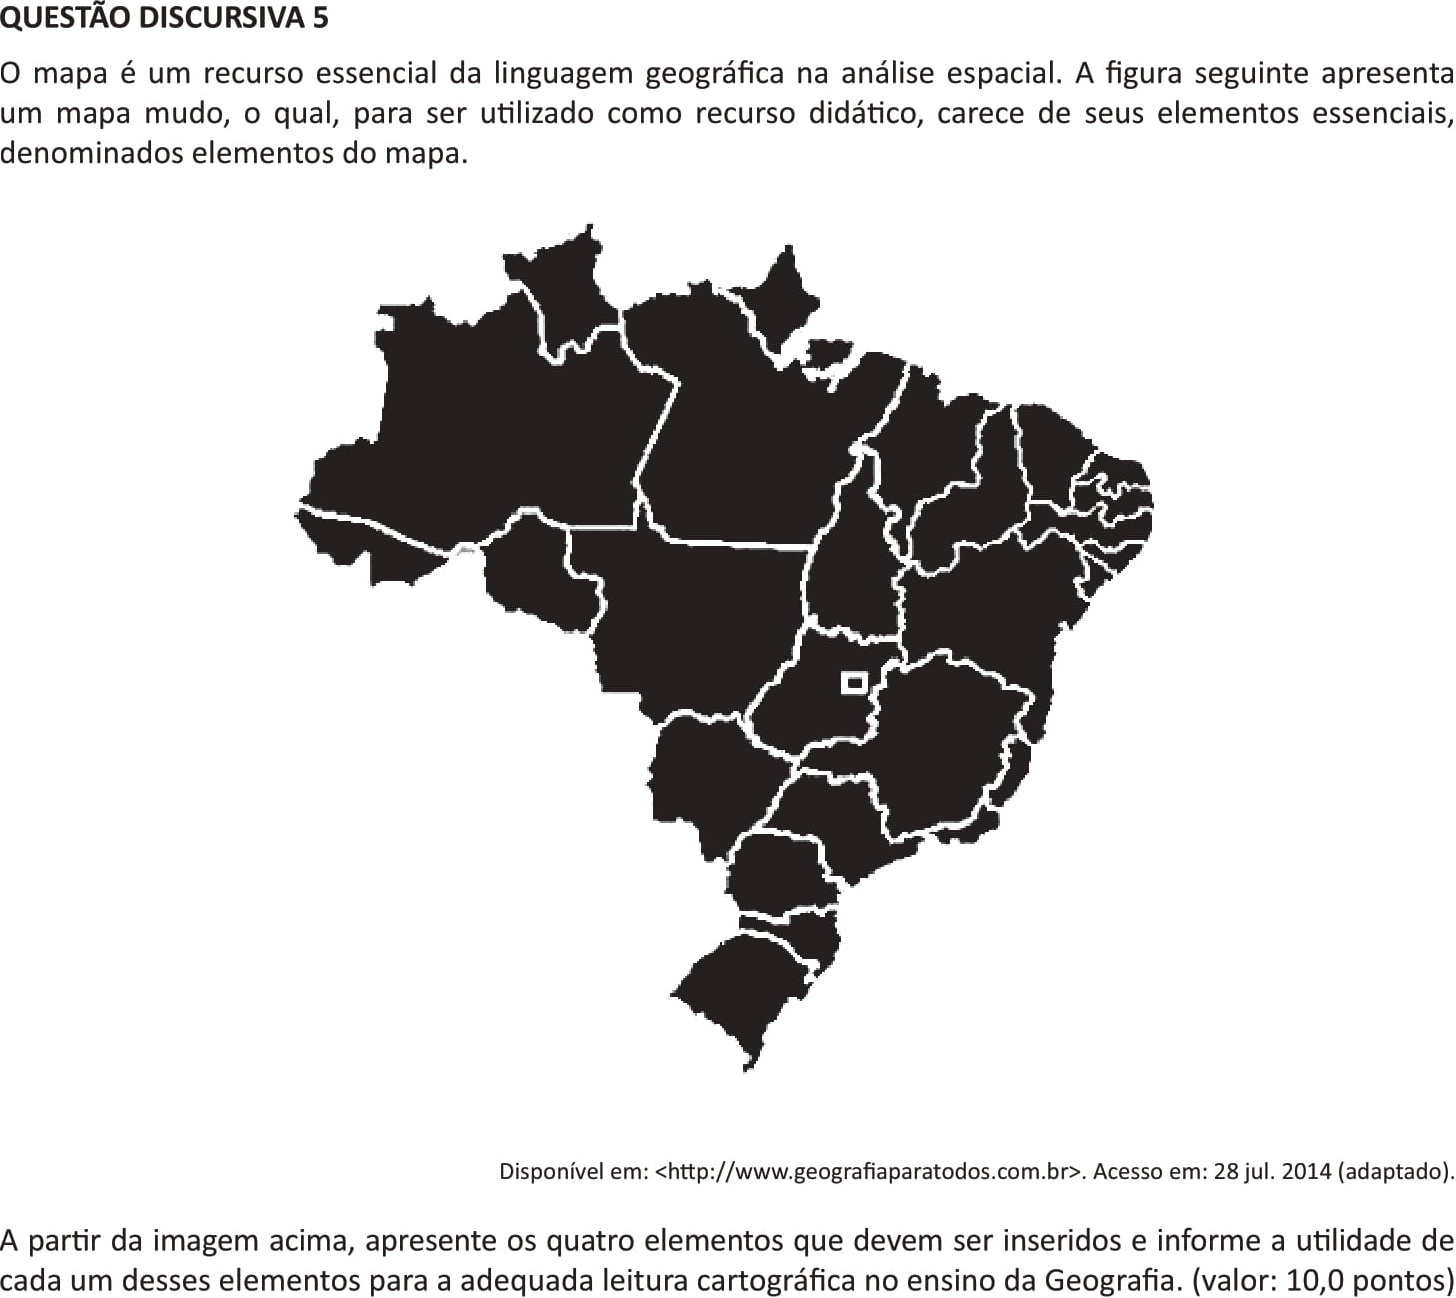 QUESTÃO DISCURSIVA 5
O mapa é um recurso essencial da linguagem geográfica na análise espacial. A figura seguinte apresenta
um mapa mudo, o qual, para ser utilizado como recurso didático, carece de seus elementos essenciais,
denominados elementos do mapa.
Disponível em: <http://www.geografiaparatodos.com.br>. Acesso em: 28 jul. 2014 (adaptado).
A partir da imagem acima, apresente os quatro elementos que devem ser inseridos e informe a utilidade de
cada um desses elementos para a adequada leitura cartográfica no ensino da Geografia. (valor: 10,0 pontos)